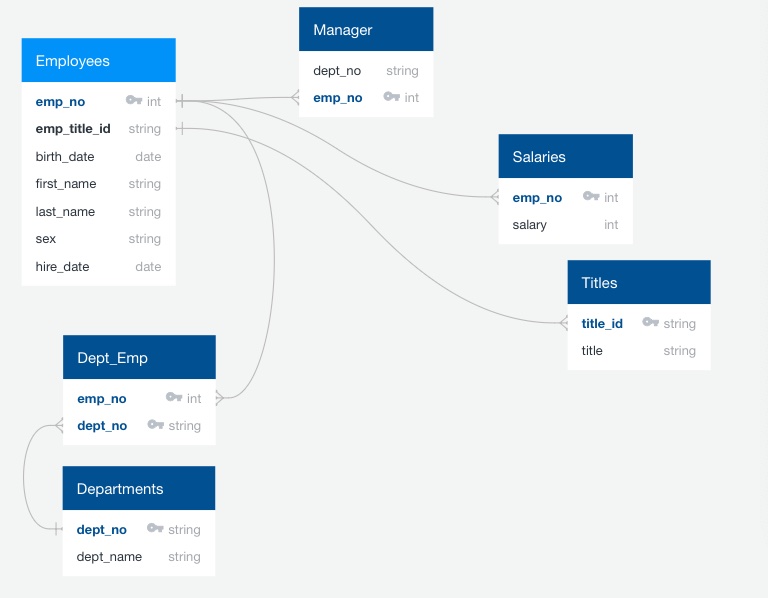 Employees
emp_no int
emp_title_id string
birth_date date
first_name string
last_name string
sex string
hire_date date
Manager
dept_no string
emp_no int
Salaries
emp_no int
salary int
Titles
title_id string
title string
Dept_Emp
emp_no int
dept_no string
Departments
dept_no string
dept_name string